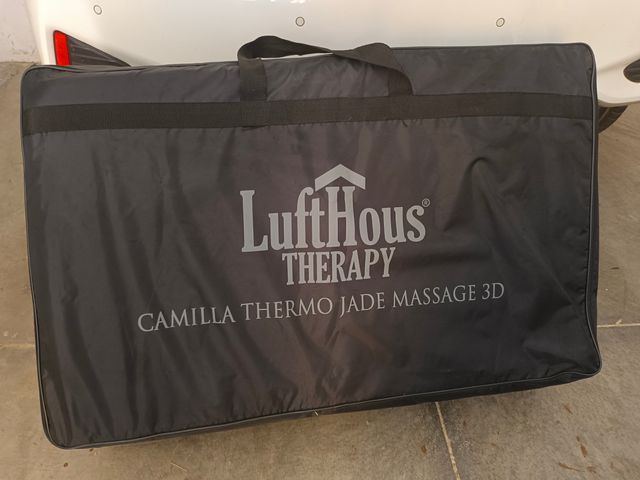 LuftHous®
THERAPY
CAMILLA THERMO JADE MASSAGE 3D